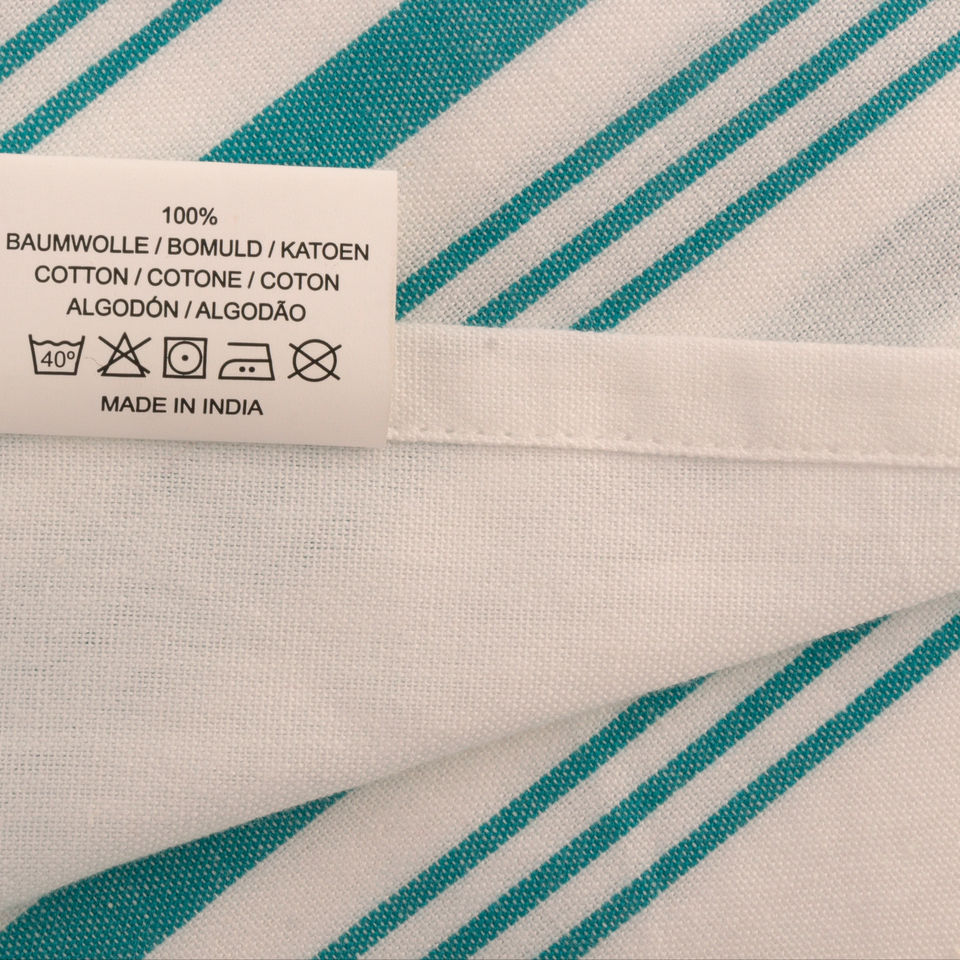 100%
BAUMWOLLE / BOMULD / KATOEN
COTTON / COTONE / COTON
ALGODÓN / ALGODÃO
40°
MADE IN INDIA